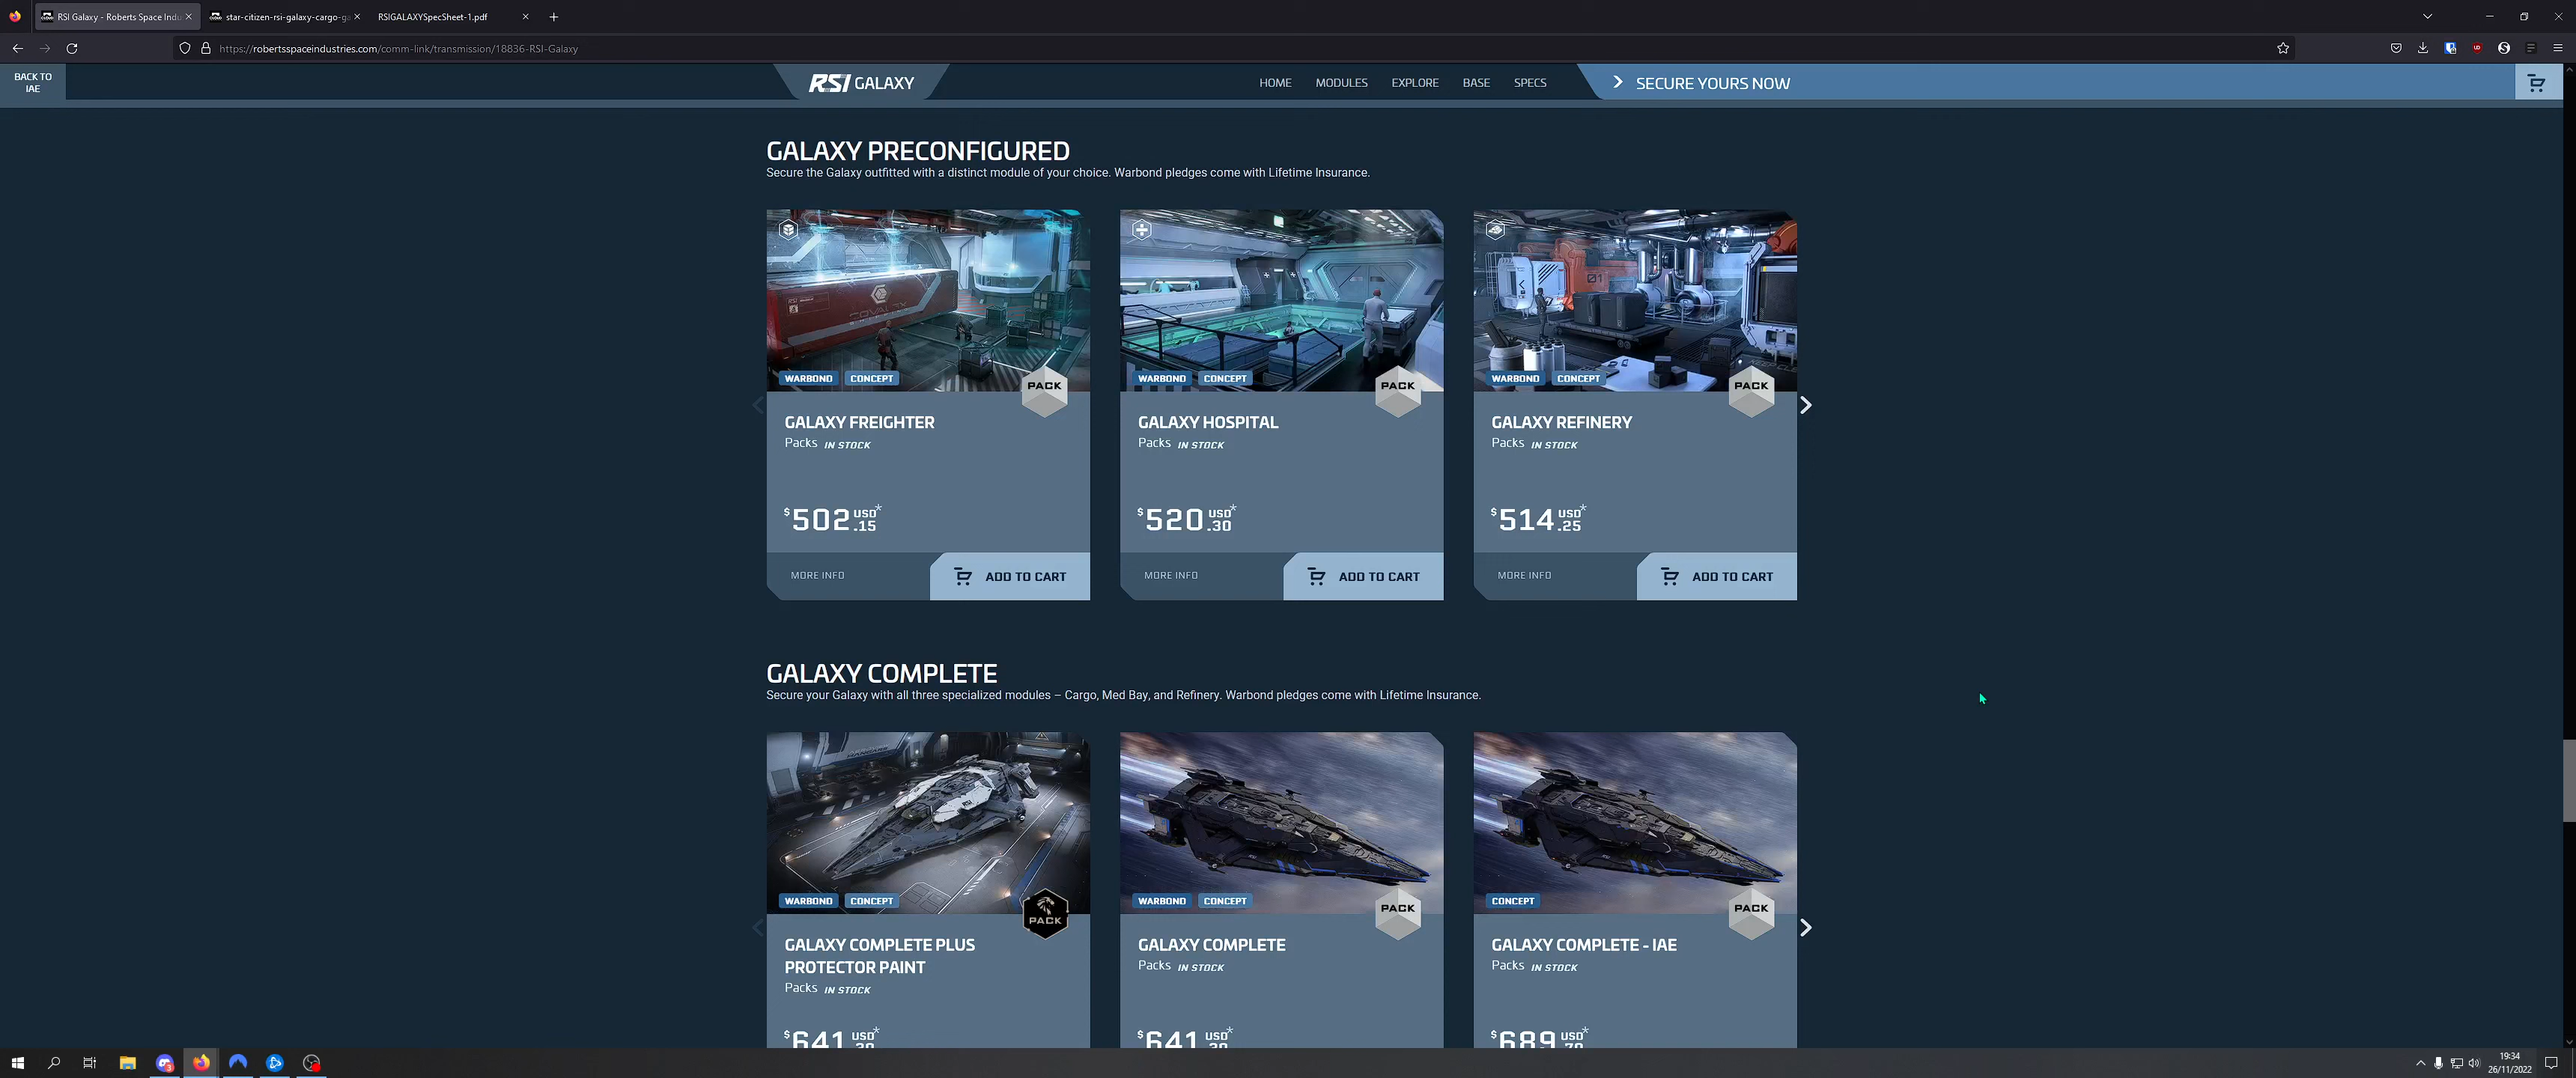 RSI Galaxy - Roberts Space Indu
star-citizen-rsi-galaxy-cargo-ga
RSIGALAXYSpecSheet-1.pdf
https://robertsspaceindustries.com/comm-link/transmission/18836-RSI-Galaxy
BACK TO
IAE
RSI GALAXY
HOME MODULES EXPLORE BASE SPECS
SECURE YOURS NOW
GALAXY PRECONFIGURED
Secure the Galaxy outfitted with a distinct module of your choice. Warbond pledges come with Lifetime Insurance.
WARBOND CONCEPT
PACK
GALAXY FREIGHTER
Packs IN STOCK
$502.15 USD*
MORE INFO
ADD TO CART
01
WARBOND CONCEPT
PACK
GALAXY HOSPITAL
Packs IN STOCK
$520.30 USD*
MORE INFO
ADD TO CART
WARBOND CONCEPT
PACK
GALAXY REFINERY
Packs IN STOCK
$514.25 USD*
MORE INFO
ADD TO CART
GALAXY COMPLETE
Secure your Galaxy with all three specialized modules – Cargo, Med Bay, and Refinery. Warbond pledges come with Lifetime Insurance.
WARBOND CONCEPT
PACK
GALAXY COMPLETE PLUS
PROTECTOR PAINT
Packs IN STOCK
$641 USD*
WARBOND CONCEPT
PACK
GALAXY COMPLETE
Packs IN STOCK
$641 USD*
CONCEPT
PACK
GALAXY COMPLETE - IAE
Packs IN STOCK
$689 USD*
19:34
26/11/2022